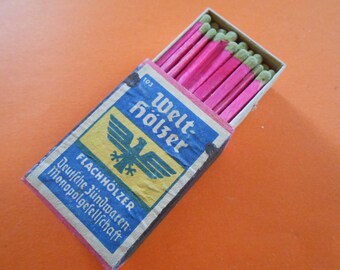 Welt-
Hölzer
FLACHHÖLZER
Deutsche Zündwaren
Monopolgesellschaft